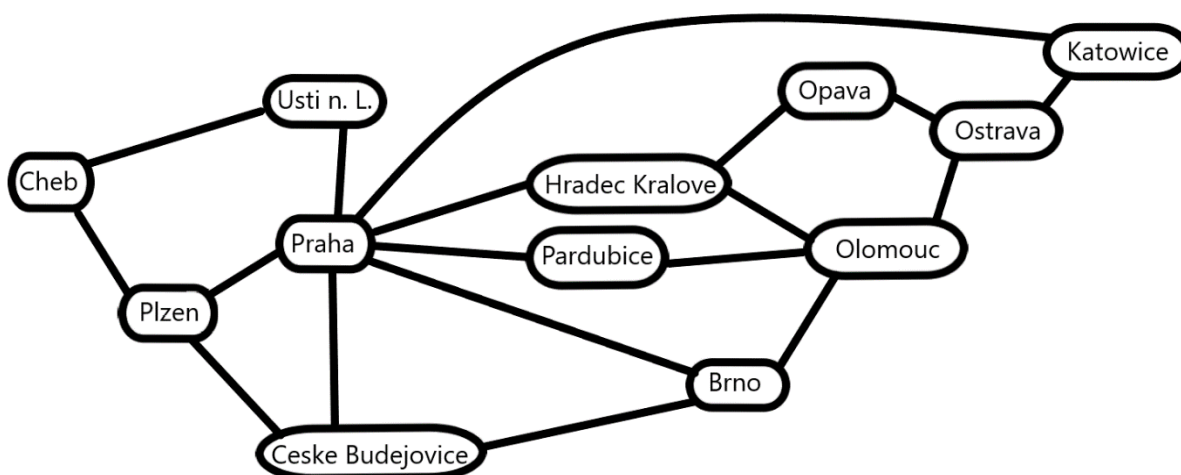 Katowice
Usti n. L.
Opava
Ostrava
Cheb
Hradec Kralove
Praha
Pardubice
Olomouc
Plzen
Brno
Ceske Budejovice